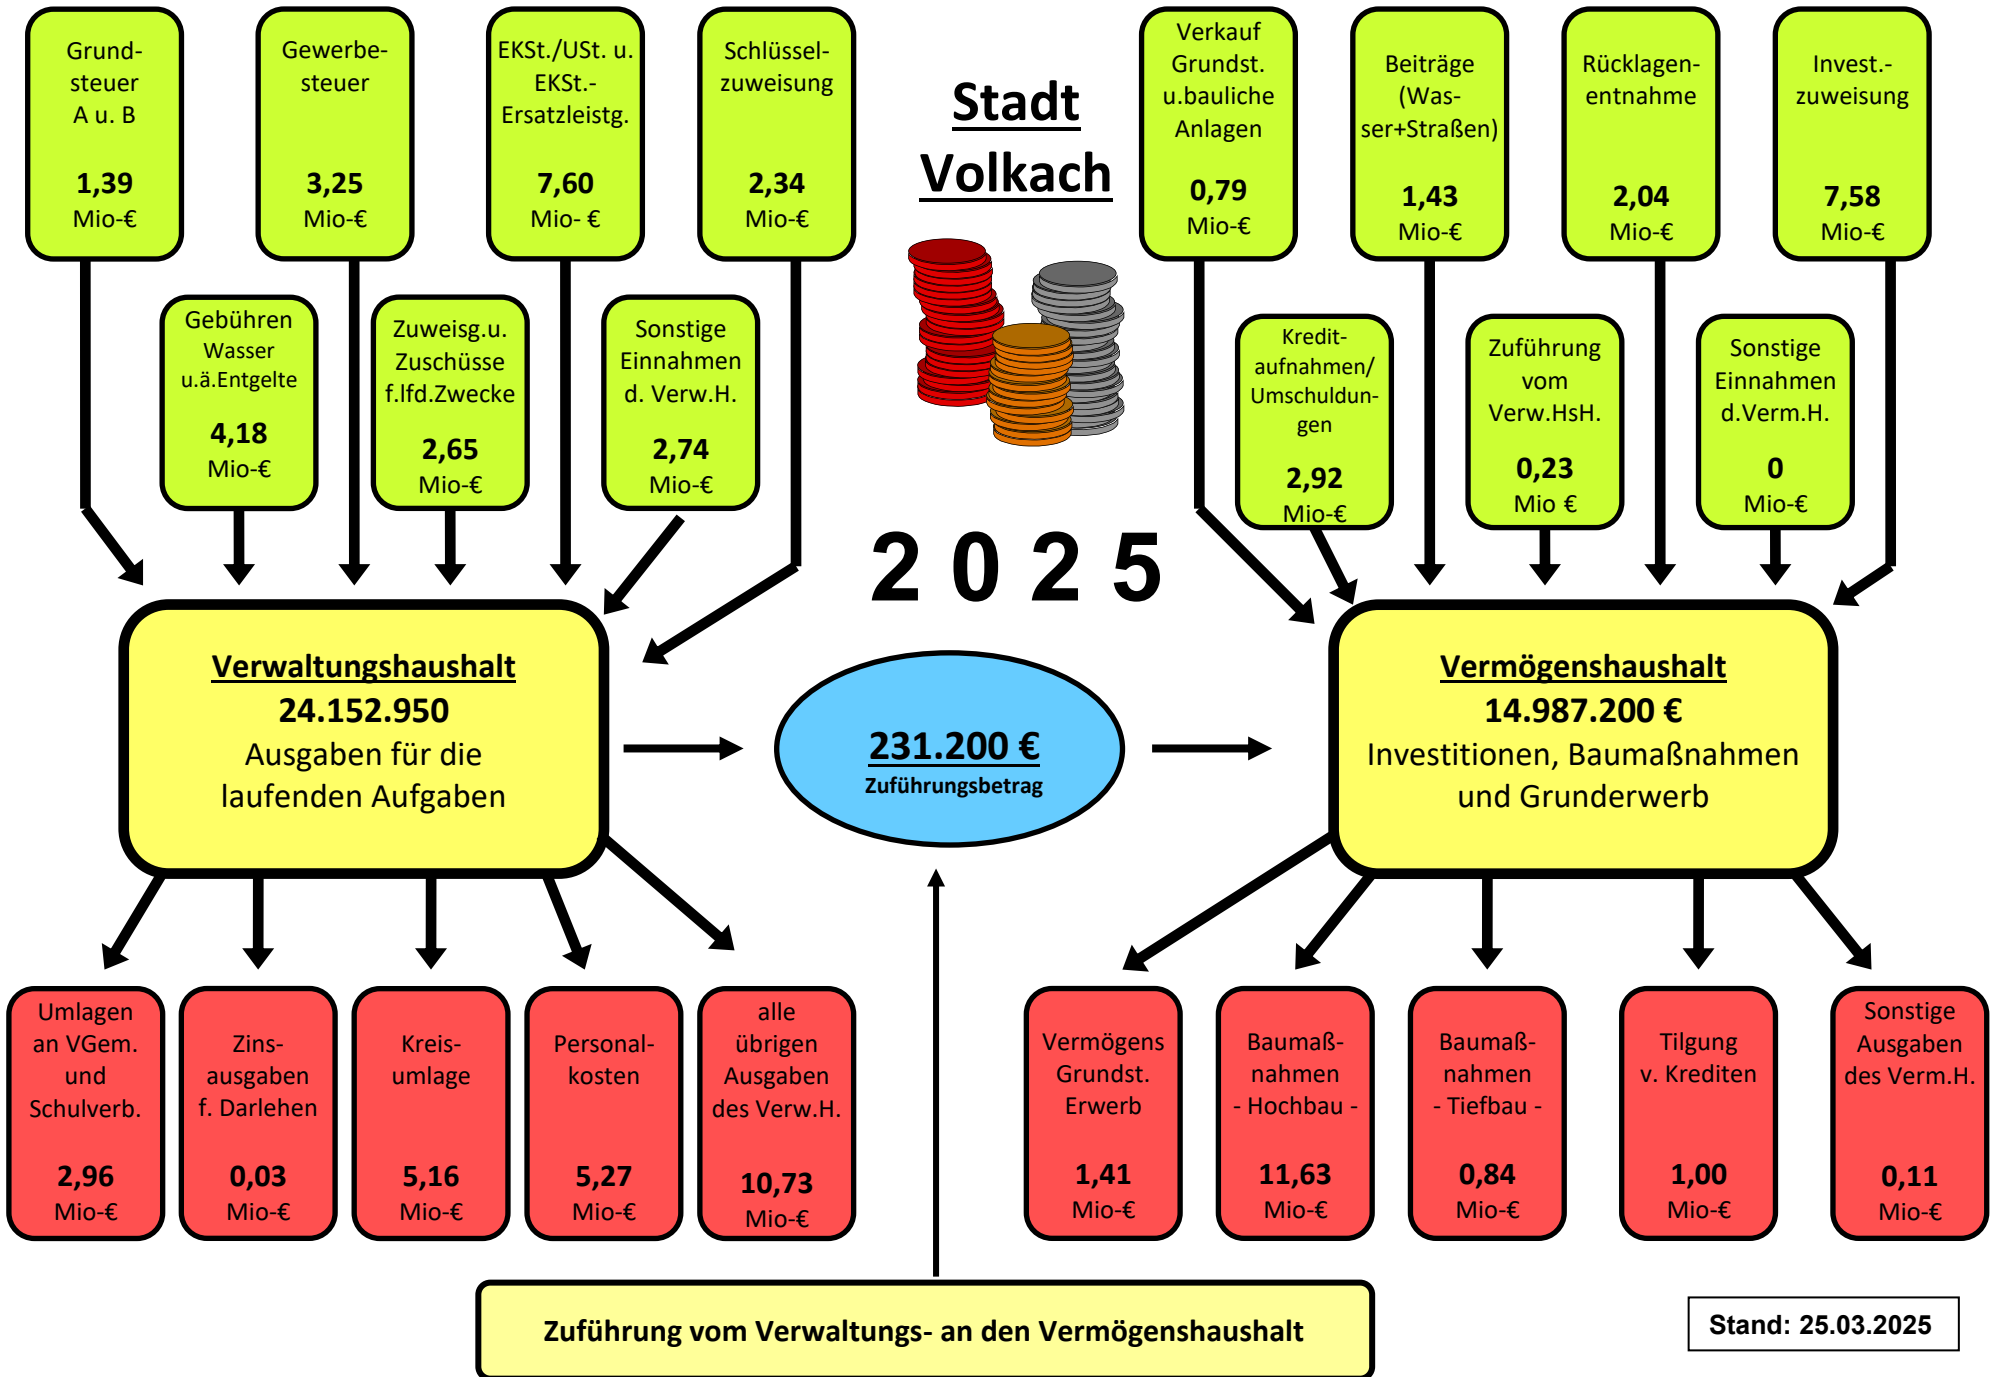 Grund-
steuer
A u. B
1,39
Mio-€
Gewerbe-
steuer
3,25
Mio-€
EKSt./USt. u.
EKSt.-
Ersatzleistg.
7,60
Mio- €
Schlüssel-
zuweisung
2,34
Mio-€
Stadt
Volkach
Verkauf
Grundst.
u.bauliche
Anlagen
0,79
Mio-€
Beiträge
(Was-
ser+Straßen)
1,43
Mio-€
Rücklagen-
entnahme
2,04
Mio-€
Invest.-
zuweisung
7,58
Mio-€
Gebühren
Wasser
u.ä.Entgelte
4,18
Mio-€
Zuweisg.u.
Zuschüsse
f.lfd.Zwecke
2,65
Mio-€
Sonstige
Einnahmen
d. Verw.H.
2,74
Mio-€
Kredit-
aufnahmen/
Umschuldun-
gen
2,92
Mio-€
Zuführung
vom
Verw.HsH.
0,23
Mio €
Sonstige
Einnahmen
d.Verm.H.
0
Mio-€
2 0 2 5
Verwaltungshaushalt
24.152.950
Ausgaben für die
laufenden Aufgaben
231.200 €
Zuführungsbetrag
Vermögenshaushalt
14.987.200 €
Investitionen, Baumaßnahmen
und Grunderwerb
Umlagen
an VGem.
und
Schulverb.
2,96
Mio-€
Zins-
ausgaben
f. Darlehen
0,03
Mio-€
Kreis-
umlage
5,16
Mio-€
Personal-
kosten
5,27
Mio-€
alle
übrigen
Ausgaben
des Verw.H.
10,73
Mio-€
Vermögens
Grundst.
Erwerb
1,41
Mio-€
Baumaß-
nahmen
- Hochbau -
11,63
Mio-€
Baumaß-
nahmen
- Tiefbau -
0,84
Mio-€
Tilgung
v. Krediten
1,00
Mio-€
Sonstige
Ausgaben
des Verm.H.
0,11
Mio-€
Zuführung vom Verwaltungs- an den Vermögenshaushalt
Stand: 25.03.2025